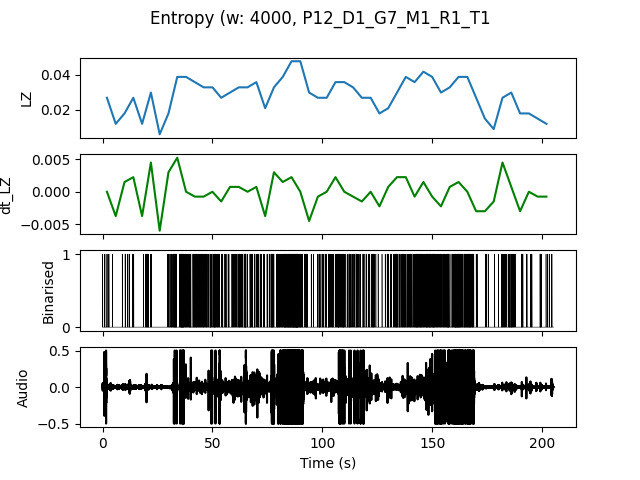 Entropy (w: 4000, P12_D1_G7_M1_R1_T1
0.04
0.02
LZ
0.005
0.000
−0.005
dt_LZ
1
0
Binarised
0.5
0.0
−0.5
Audio
0 50 100 150 200
Time (s)